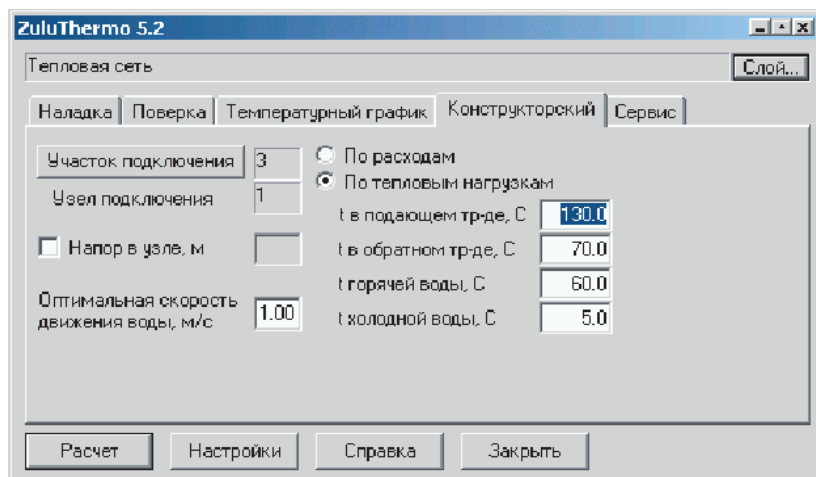 ZuluThermo 5.2
Тепловая сеть
Слой...
Наладка Поверка Температурный график Конструкторский Сервис
Участок подключения 3
По расходам
Узел подключения 1
По тепловым нагрузкам
t в подающем тр-де, С 130.0
Напор в узле, м
t в обратном тр-де, С 70.0
t горячей воды, С 60.0
Оптимальная скорость
движения воды, м/с 1.00
t холодной воды, С 5.0
Расчет Настройки Справка Закрыть